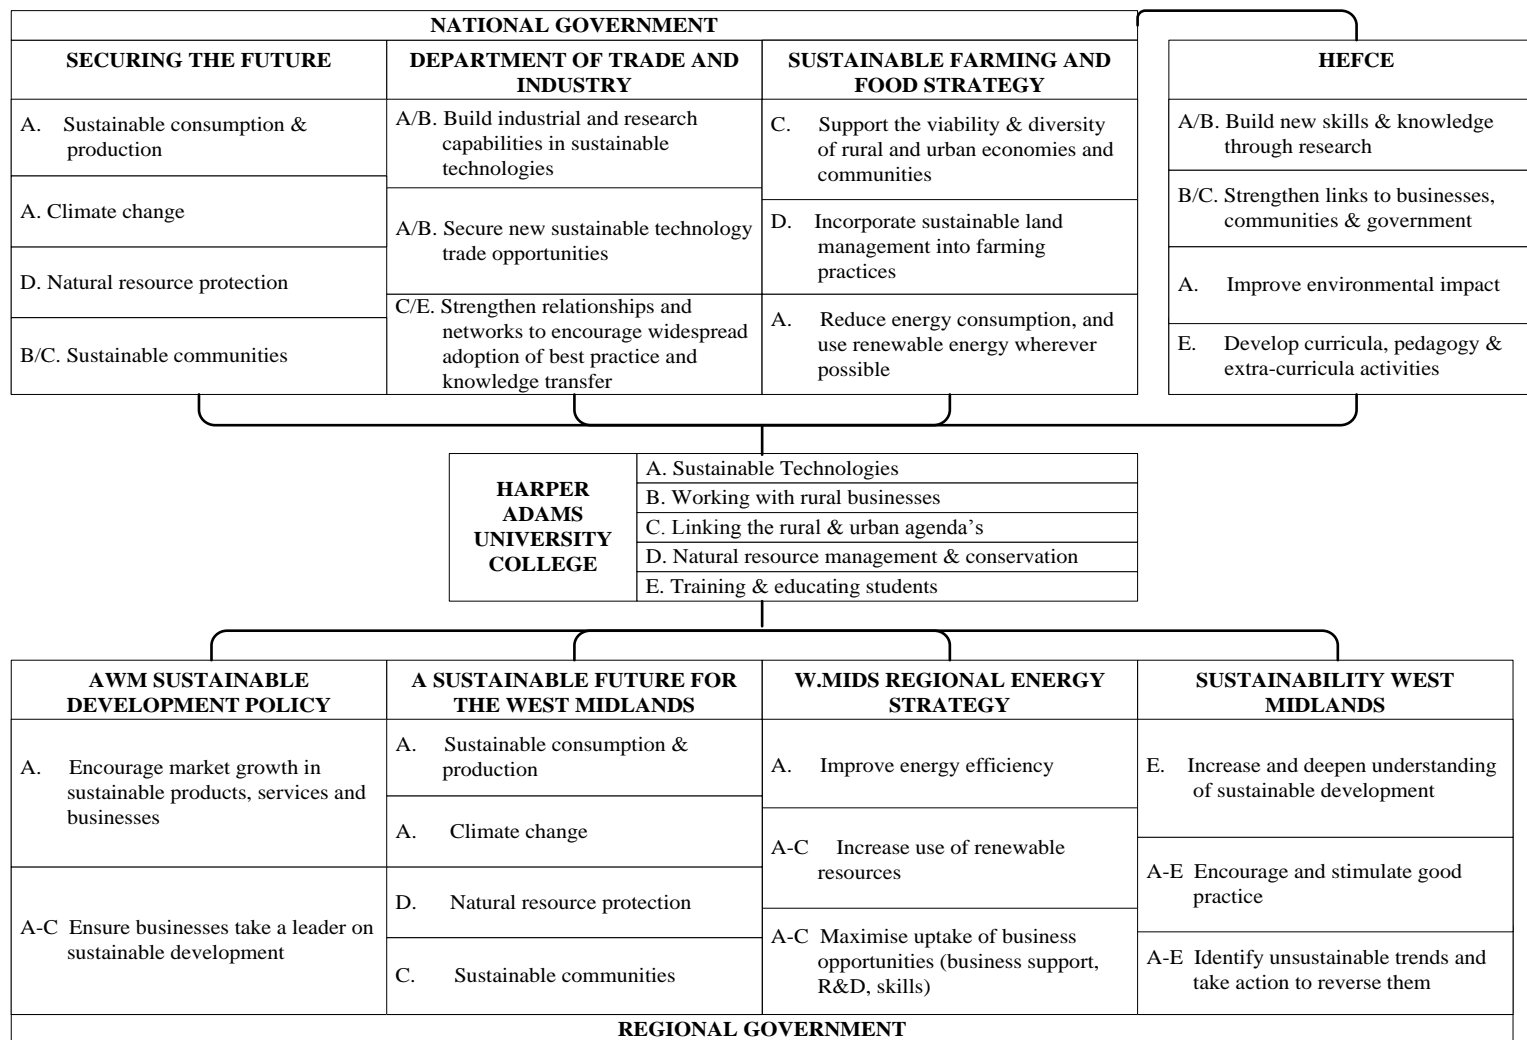 NATIONAL GOVERNMENT
SECURING THE FUTURE
A. Sustainable consumption &
production
A. Climate change
D. Natural resource protection
B/C. Sustainable communities
DEPARTMENT OF TRADE AND
INDUSTRY
A/B. Build industrial and research
capabilities in sustainable
technologies
A/B. Secure new sustainable technology
trade opportunities
C/E. Strengthen relationships and
networks to encourage widespread
adoption of best practice and
knowledge transfer
SUSTAINABLE FARMING AND
FOOD STRATEGY
C. Support the viability & diversity
of rural and urban economies and
communities
D. Incorporate sustainable land
management into farming
practices
A. Reduce energy consumption, and
use renewable energy wherever
possible
HEFCE
A/B. Build new skills & knowledge
through research
B/C. Strengthen links to businesses,
communities & government
A. Improve environmental impact
E. Develop curricula, pedagogy &
extra-curricula activities
HARPER
ADAMS
UNIVERSITY
COLLEGE
A. Sustainable Technologies
B. Working with rural businesses
C. Linking the rural & urban agenda’s
D. Natural resource management & conservation
E. Training & educating students
AWM SUSTAINABLE
DEVELOPMENT POLICY
A. Encourage market growth in
sustainable products, services and
businesses
A-C Ensure businesses take a leader on
sustainable development
A SUSTAINABLE FUTURE FOR
THE WEST MIDLANDS
A. Sustainable consumption &
production
A. Climate change
D. Natural resource protection
C. Sustainable communities
W.MIDS REGIONAL ENERGY
STRATEGY
A. Improve energy efficiency
A-C Increase use of renewable
resources
A-C Maximise uptake of business
opportunities (business support,
R&D, skills)
SUSTAINABILITY WEST
MIDLANDS
E. Increase and deepen understanding
of sustainable development
A-E Encourage and stimulate good
practice
A-E Identify unsustainable trends and
take action to reverse them
REGIONAL GOVERNMENT